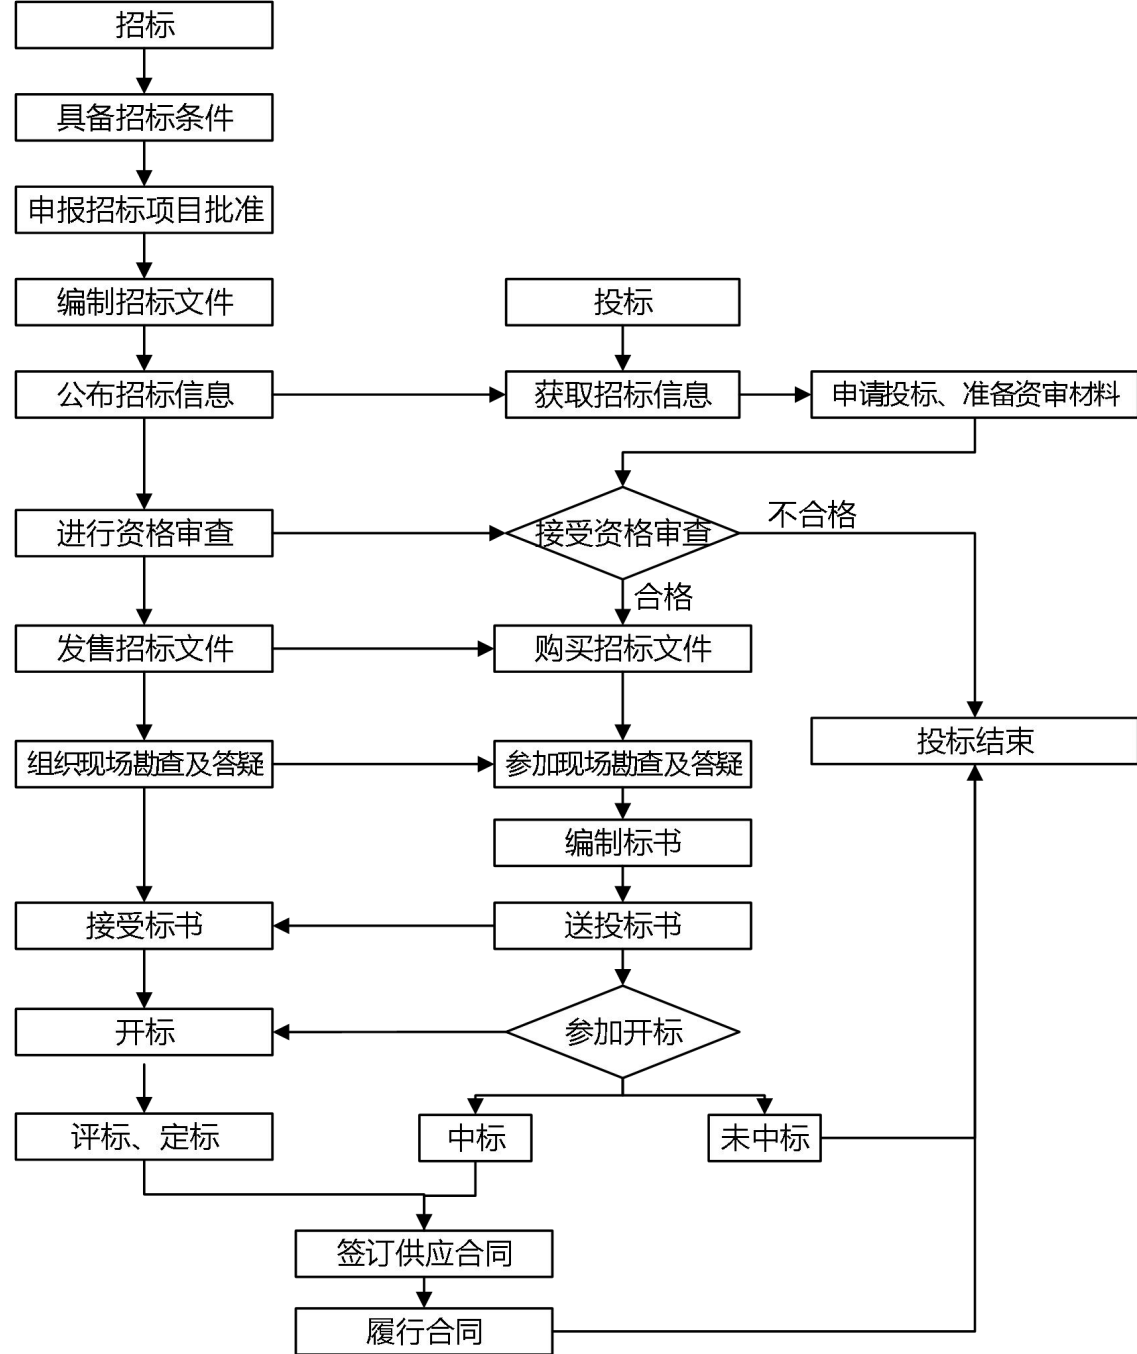 招标
具备招标条件
申报招标项目批准
编制招标文件
投标
公布招标信息
获取招标信息
申请投标、准备资审材料
进行资格审查
接受资格审查
不合格
合格
发售招标文件
购买招标文件
投标结束
组织现场勘查及答疑
参加现场勘查及答疑
编制标书
接受标书
送投标书
开标
参加开标
评标、定标
中标
未中标
签订供应合同
履行合同